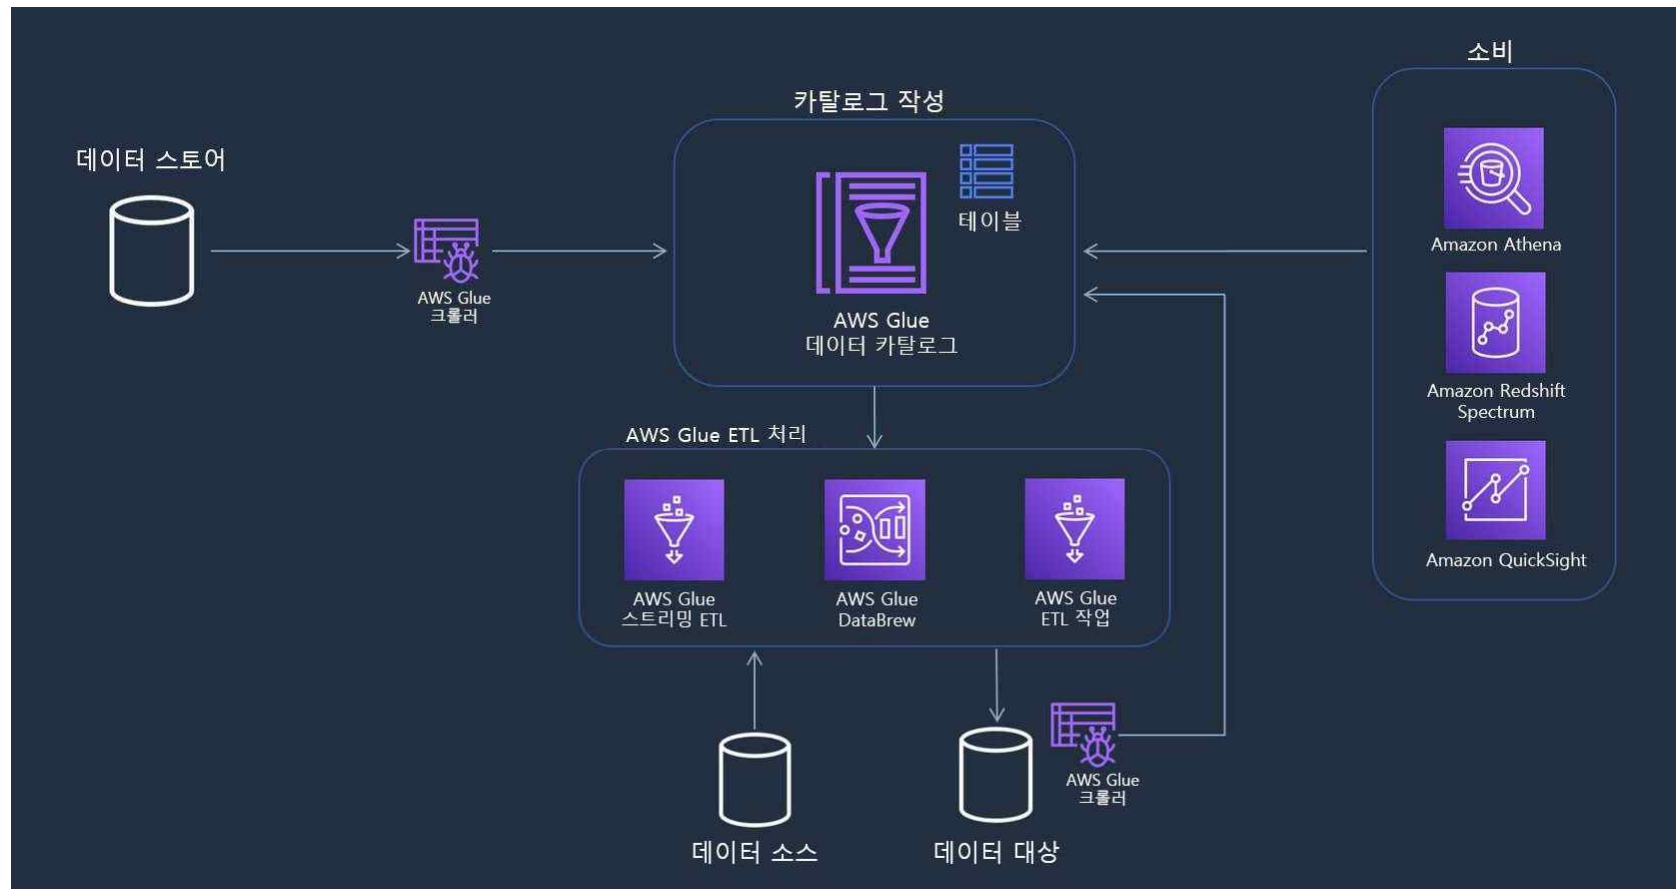 소비
카탈로그 작성
데이터 스토어
테이블
Amazon Athena
AWS Glue
크롤러
AWS Glue
데이터 카탈로그
Amazon Redshift
Spectrum
AWS Glue ETL 처리
Amazon QuickSight
AWS Glue
스트리밍 ETL
AWS Glue
DataBrew
AWS Glue
ETL 작업
AWS Glue
크롤러
데이터 소스
데이터 대상